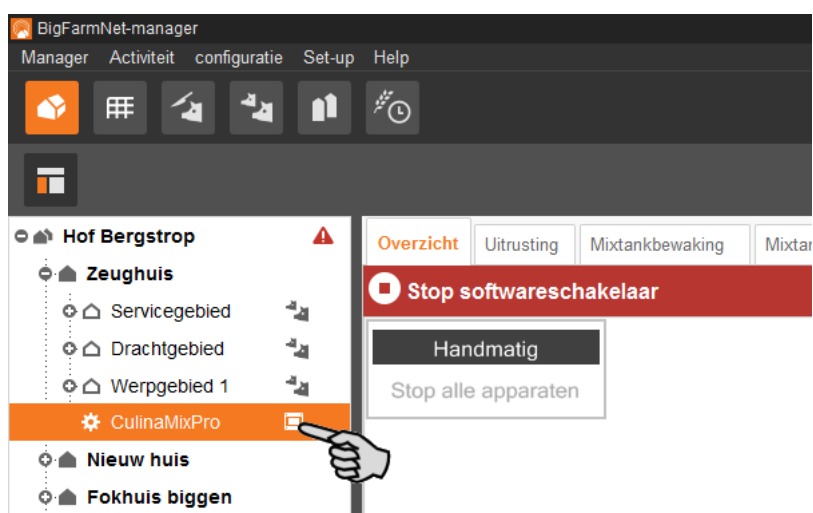 BigFarmNet-manager
Manager Activiteit configuratie Set-up Help
Hof Bergstrop
Zeughuis
Servicegebied
Drachtgebied
Werpgebied 1
CulinaMixPro
Nieuw huis
Fokhuis biggen
Overzicht Uitrusting Mixtankbewaking
Stop softwareschakelaar
Handmatig
Stop alle apparaten